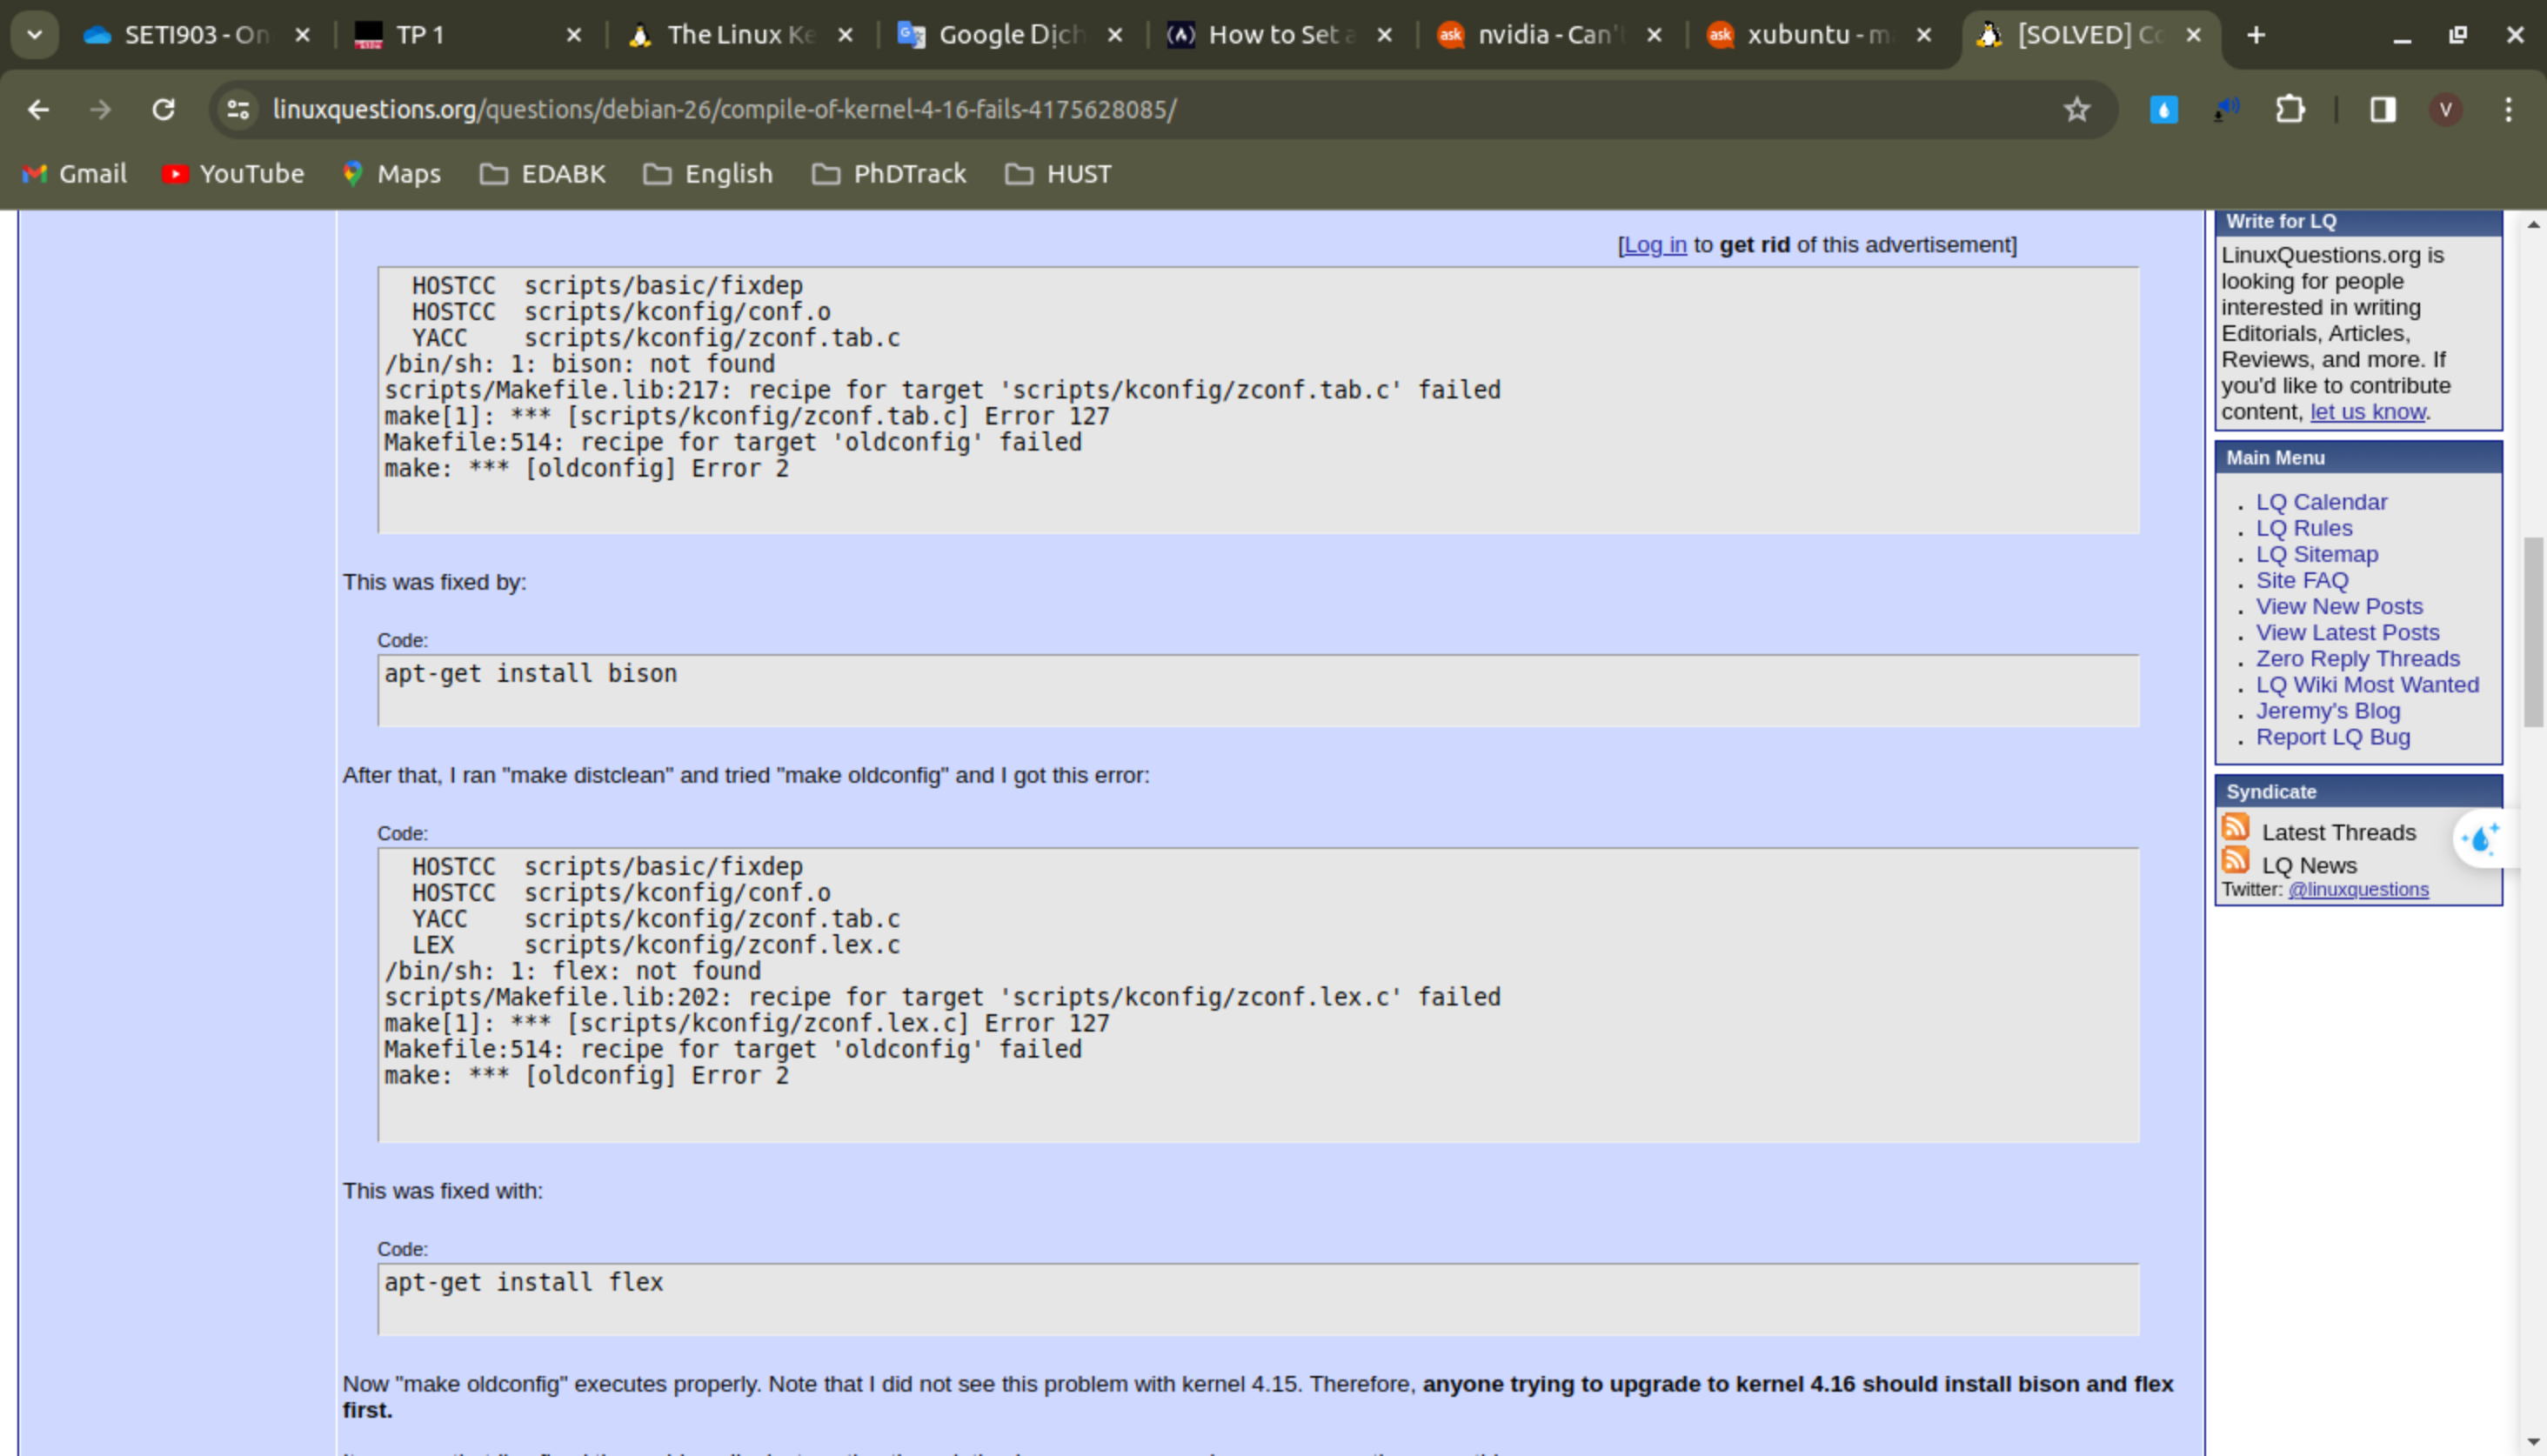 SETI903 - On
TP 1
The Linux Ke
Google Dịch
How to Set a
nvidia - Can'
xubuntu - m
[SOLVED] Co
linuxquestions.org/questions/debian-26/compile-of-kernel-4-16-fails-4175628085/
V
Gmail
YouTube
Maps
EDABK
English
PhDTrack
HUST
[Log in to get rid of this advertisement]
HOSTCC scripts/basic/fixdep
HOSTCC scripts/kconfig/conf.o
YACC scripts/kconfig/zconf.tab.c
/bin/sh: 1: bison: not found
scripts/Makefile.lib:217: recipe for target 'scripts/kconfig/zconf.tab.c' failed
make[1]: *** [scripts/kconfig/zconf.tab.c] Error 127
Makefile:514: recipe for target 'oldconfig' failed
make: *** [oldconfig] Error 2
This was fixed by:
Code:
apt-get install bison
After that, I ran "make distclean" and tried "make oldconfig" and I got this error:
Code:
HOSTCC scripts/basic/fixdep
HOSTCC scripts/kconfig/conf.o
YACC scripts/kconfig/zconf.tab.c
LEX scripts/kconfig/zconf.lex.c
/bin/sh: 1: flex: not found
scripts/Makefile.lib:202: recipe for target 'scripts/kconfig/zconf.lex.c' failed
make[1]: *** [scripts/kconfig/zconf.lex.c] Error 127
Makefile:514: recipe for target 'oldconfig' failed
make: *** [oldconfig] Error 2
This was fixed with:
Code:
apt-get install flex
Now "make oldconfig" executes properly. Note that I did not see this problem with kernel 4.15. Therefore, anyone trying to upgrade to kernel 4.16 should install bison and flex
first.
Write for LQ
LinuxQuestions.org is
looking for people
interested in writing
Editorials, Articles,
Reviews, and more. If
you'd like to contribute
content, let us know.
Main Menu
LQ Calendar
LQ Rules
LQ Sitemap
Site FAQ
View New Posts
View Latest Posts
Zero Reply Threads
LQ Wiki Most Wanted
Jeremy's Blog
Report LQ Bug
Syndicate
Latest Threads
LQ News
Twitter: @linuxquestions